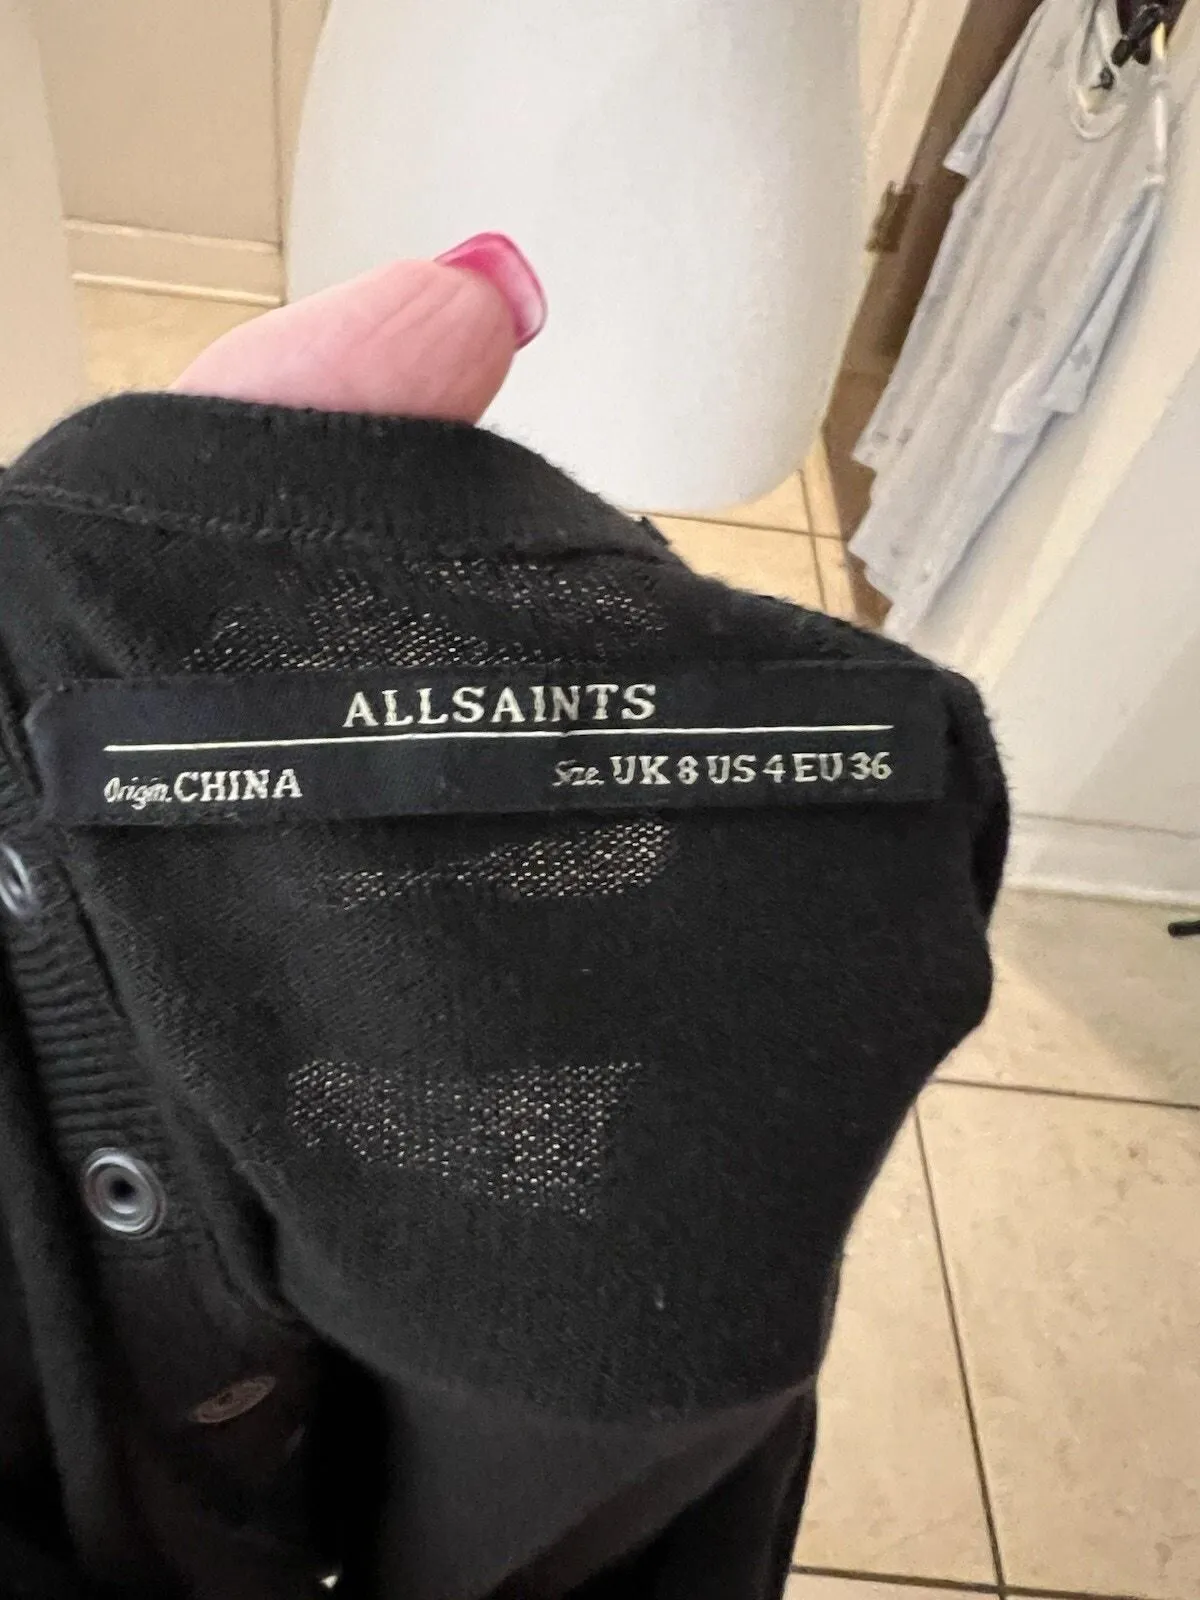 ALLSAINTS
Origin. CHINA Size. UK 8 US 4 EU 36